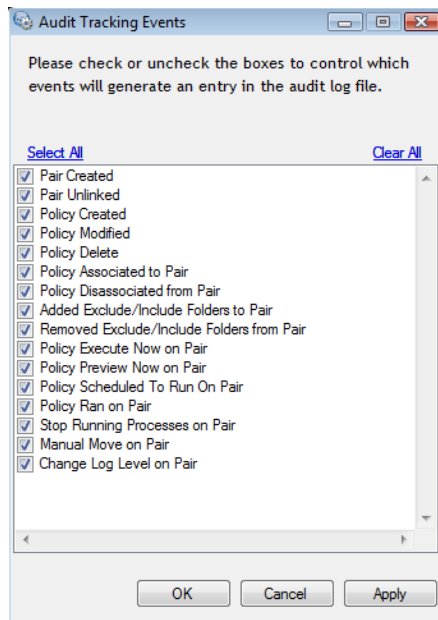 Audit Tracking Events
Please check or uncheck the boxes to control which
events will generate an entry in the audit log file.
Select All
Clear All
Pair Created
Pair Unlinked
Policy Created
Policy Modified
Policy Delete
Policy Associated to Pair
Policy Disassociated from Pair
Added Exclude/Include Folders to Pair
Removed Exclude/Include Folders from Pair
Policy Execute Now on Pair
Policy Preview Now on Pair
Policy Scheduled To Run On Pair
Policy Ran on Pair
Stop Running Processes on Pair
Manual Move on Pair
Change Log Level on Pair
OK
Cancel
Apply